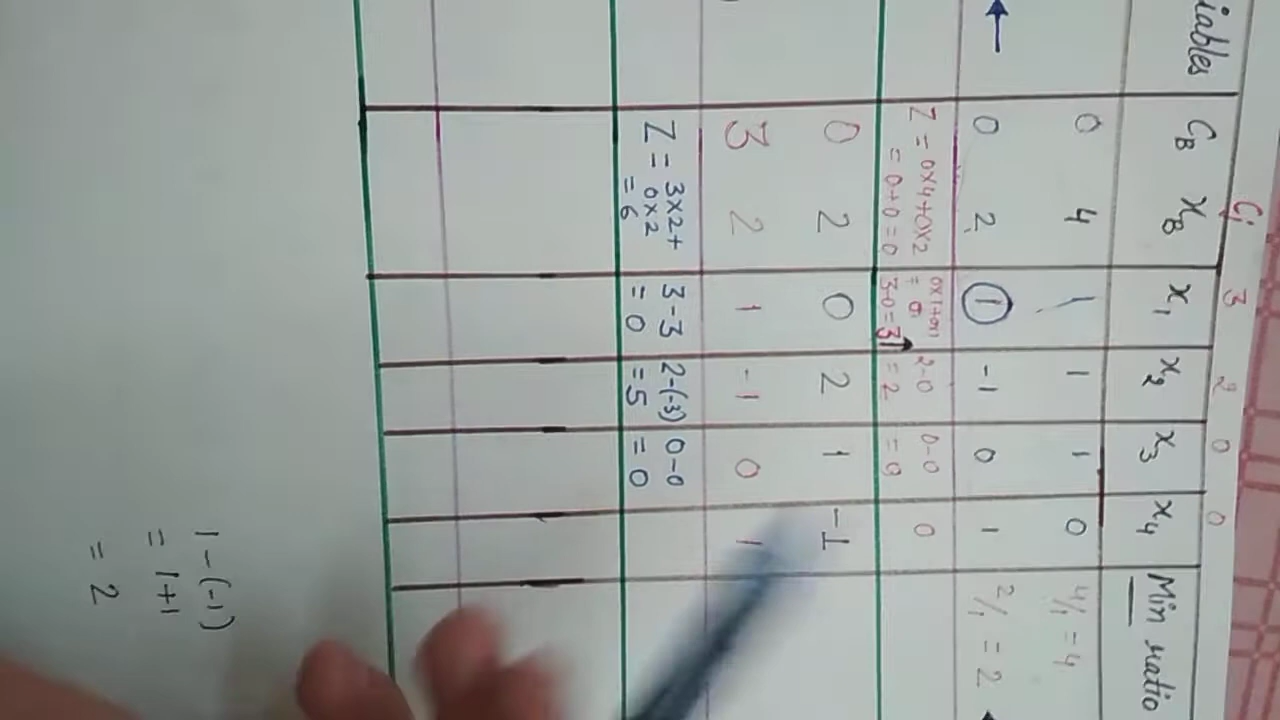 Cj 3 2 0 0
iables CB xB x1 x2 x3 x4 Min ratio
0 4 1 1 1 0 4/1 = 4
← 0 2 1 -1 0 1 2/1 = 2
Z = 0x4+0x2 0x1+0x1 2-0 0-0 0
= 0+0=0 = 0 = 2 = 0
3-0=3
0 2 0 2 1 -1
3 2 1 -1 0 1
Z = 3x2+ 3-3 2-(-3) 0-0
0x2 = 0 = 5 = 0
= 6
1-(-1)
= 1+1
= 2